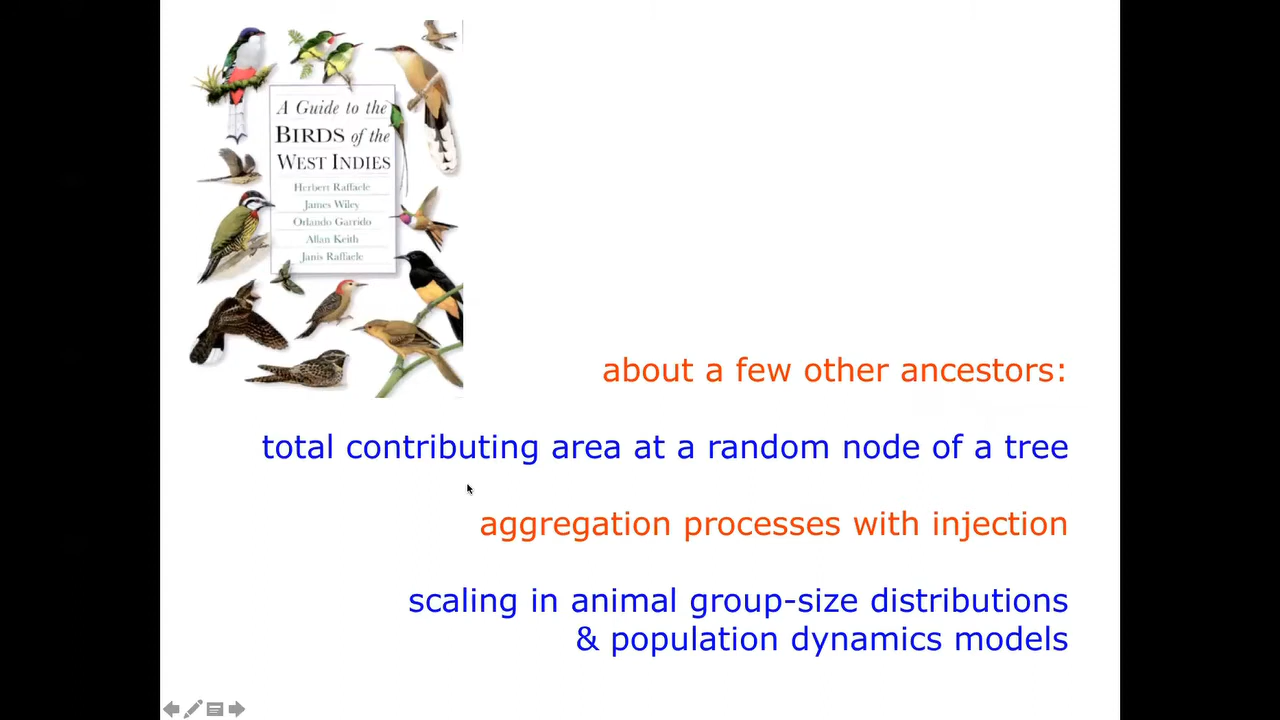 A Guide to the
BIRDS of the
WEST INDIES
Herbert Raffaele
James Wiley
Orlando Garrido
Allan Keith
Janis Raffaele
about a few other ancestors:
total contributing area at a random node of a tree
aggregation processes with injection
scaling in animal group-size distributions
& population dynamics models